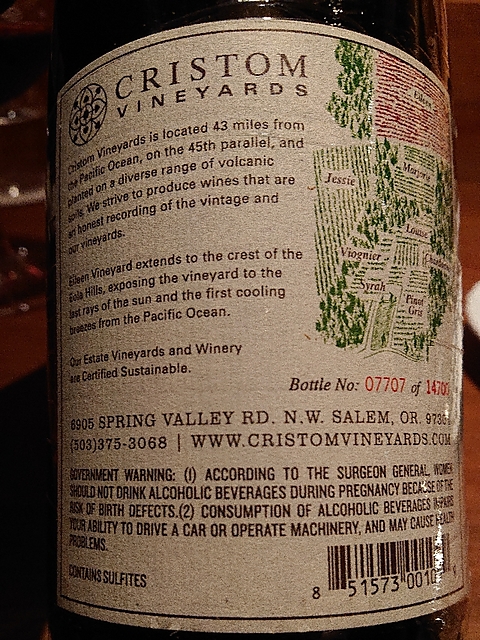 CRISTOM
VINEYARDS
Cristom Vineyards is located 43 miles from
the Pacific Ocean, on the 45th parallel, and
planted on a diverse range of volcanic
soils. We strive to produce wines that are
an honest recording of the vintage and
our vineyards.
Eileen Vineyard extends to the crest of the
Eola Hills, exposing the vineyard to the
last rays of the sun and the first cooling
breezes from the Pacific Ocean.
Our Estate Vineyards and Winery
are Certified Sustainable.
Eileen
Jessie
Marjorie
Louise
Viognier
Syrah
Pinot
Gris
Bottle No: 07707 of 14700
6905 SPRING VALLEY RD. N.W. SALEM, OR.
(503)375-3068 | WWW.CRISTOMVINEYARDS.COM
GOVERNMENT WARNING: (1) ACCORDING TO THE SURGEON GENERAL, WOMEN
SHOULD NOT DRINK ALCOHOLIC BEVERAGES DURING PREGNANCY BECAUSE OF THE
RISK OF BIRTH DEFECTS.(2) CONSUMPTION OF ALCOHOLIC BEVERAGES IMPAIRS
YOUR ABILITY TO DRIVE A CAR OR OPERATE MACHINERY, AND MAY CAUSE HEALTH
PROBLEMS.
CONTAINS SULFITES
8 51573